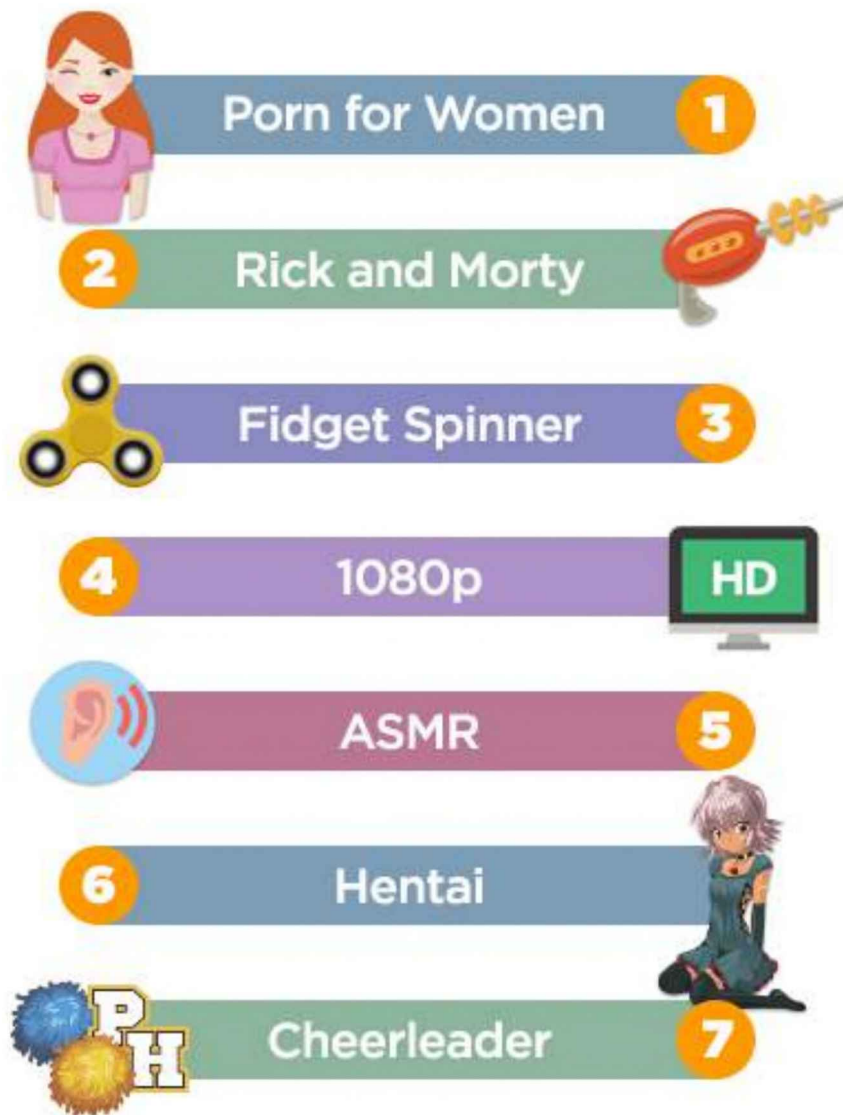 Porn for Women 1
2 Rick and Morty
Fidget Spinner 3
4 1080p HD
ASMR 5
6 Hentai
PH Cheerleader 7